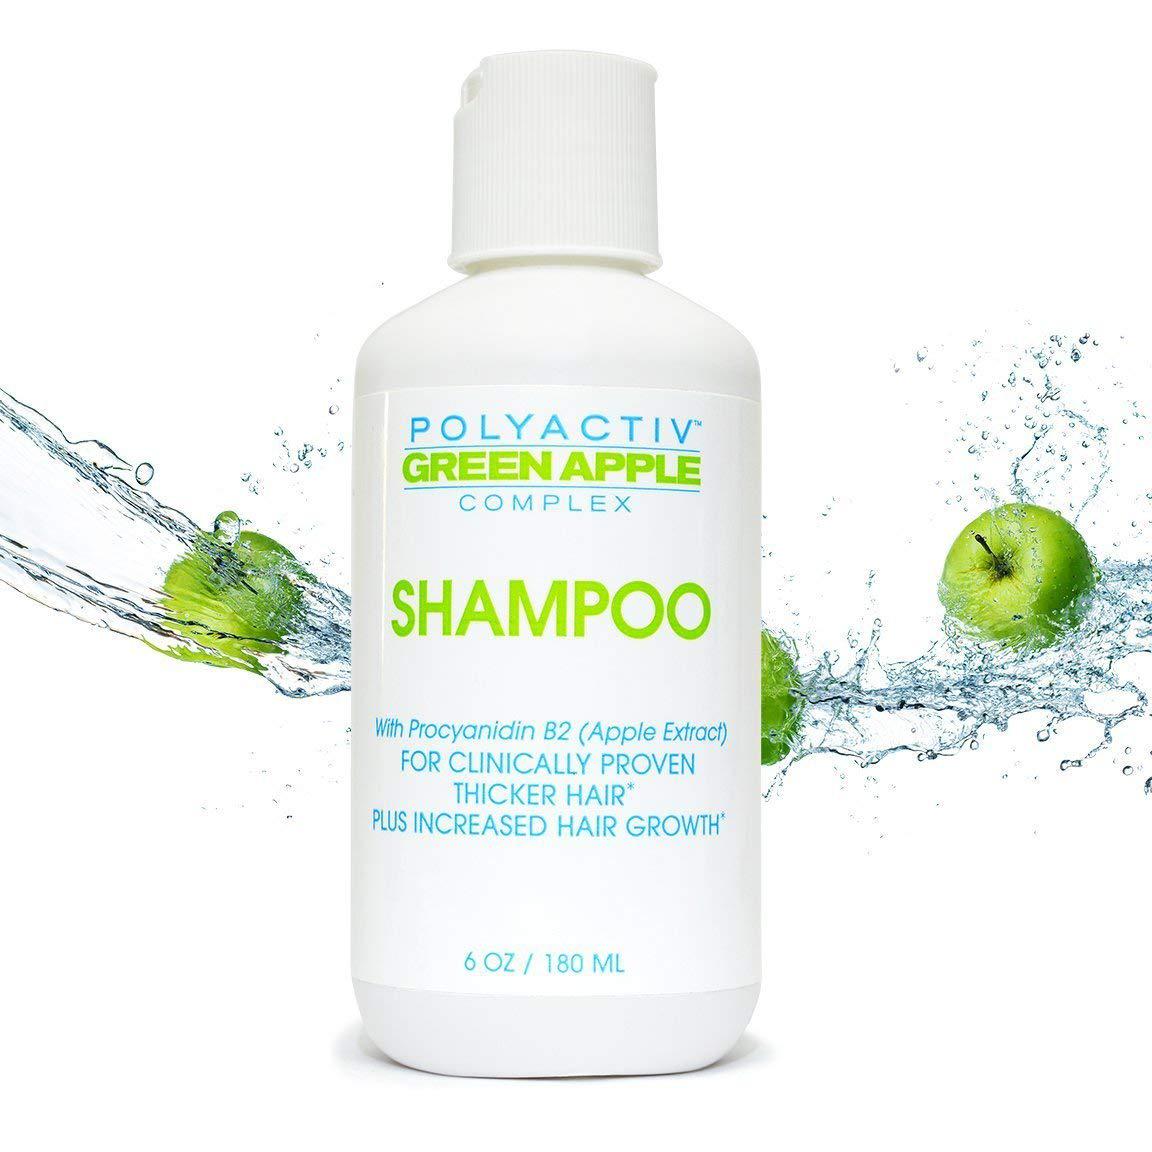 POLYACTIV™
GREEN APPLE
COMPLEX
SHAMPOO
With Procyanidin B2 (Apple Extract)
FOR CLINICALLY PROVEN
THICKER HAIR*
PLUS INCREASED HAIR GROWTH*
6 OZ / 180 ML